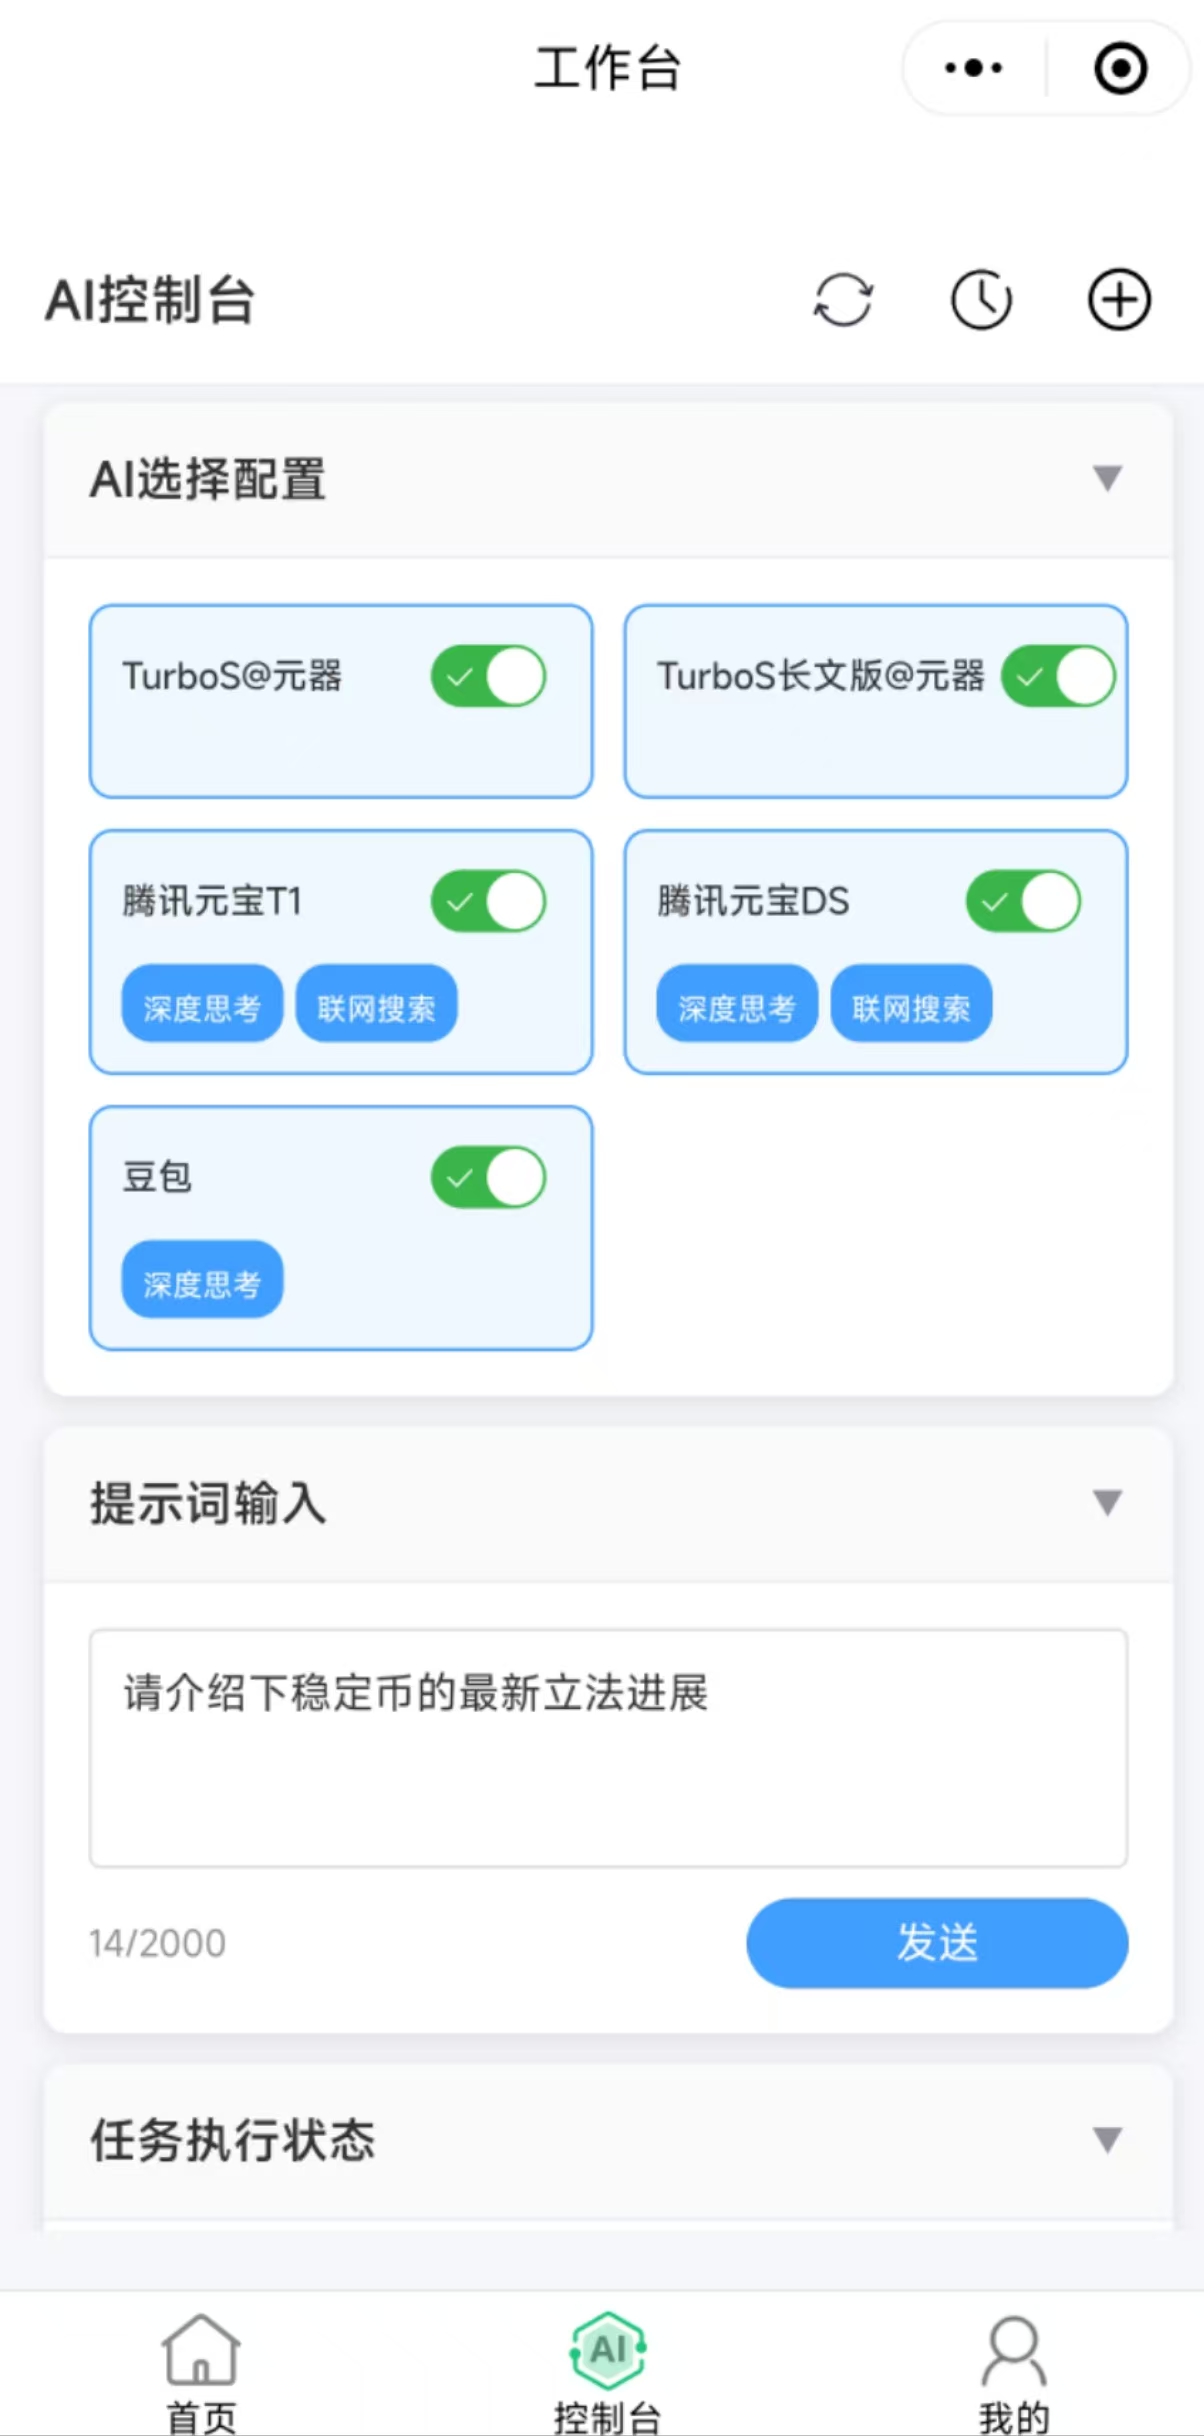 工作台
AI控制台
AI选择配置
TurboS@元器
TurboS长文版@元器
腾讯元宝T1
腾讯元宝DS
深度思考 联网搜索
深度思考 联网搜索
豆包
深度思考
提示词输入
请介绍下稳定币的最新立法进展
14/2000
发送
任务执行状态
首页
AI
控制台
我的